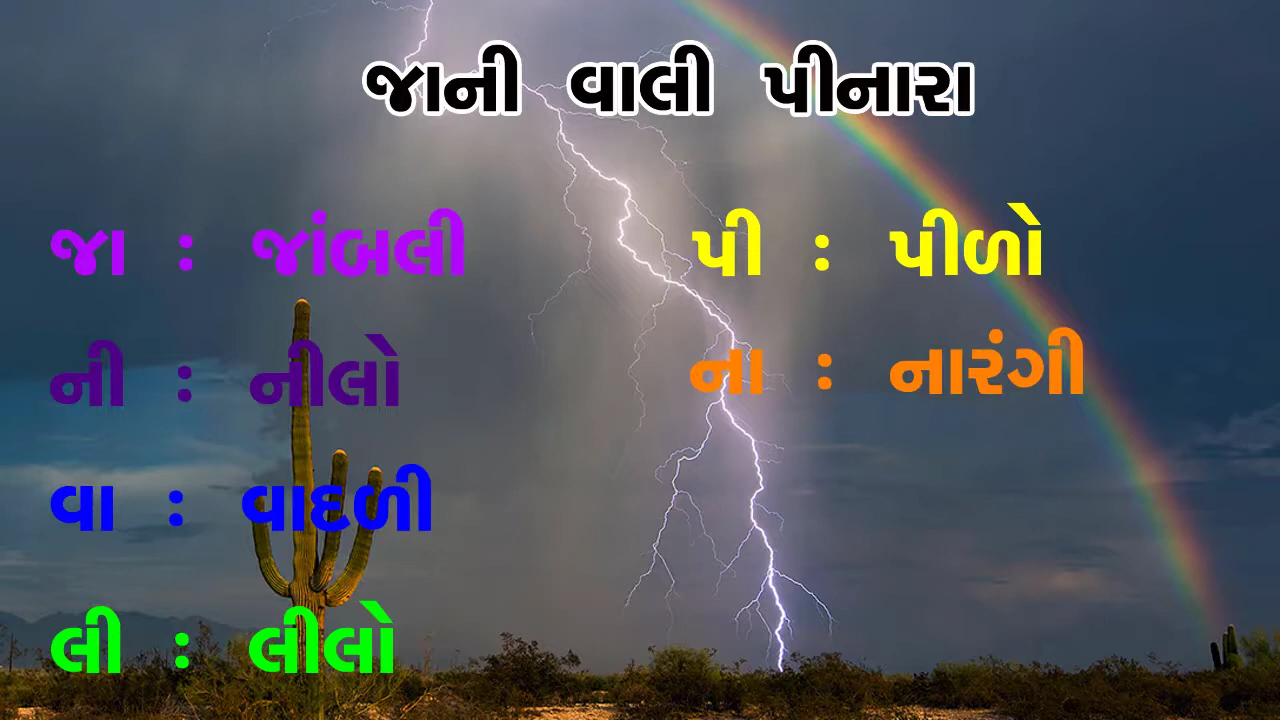 જાની વાલી પીનારા
જા : જાંબલી
ની : નીલો
વા : વાદળી
લી : લીલો
પી : પીળો
ના : નારંગી